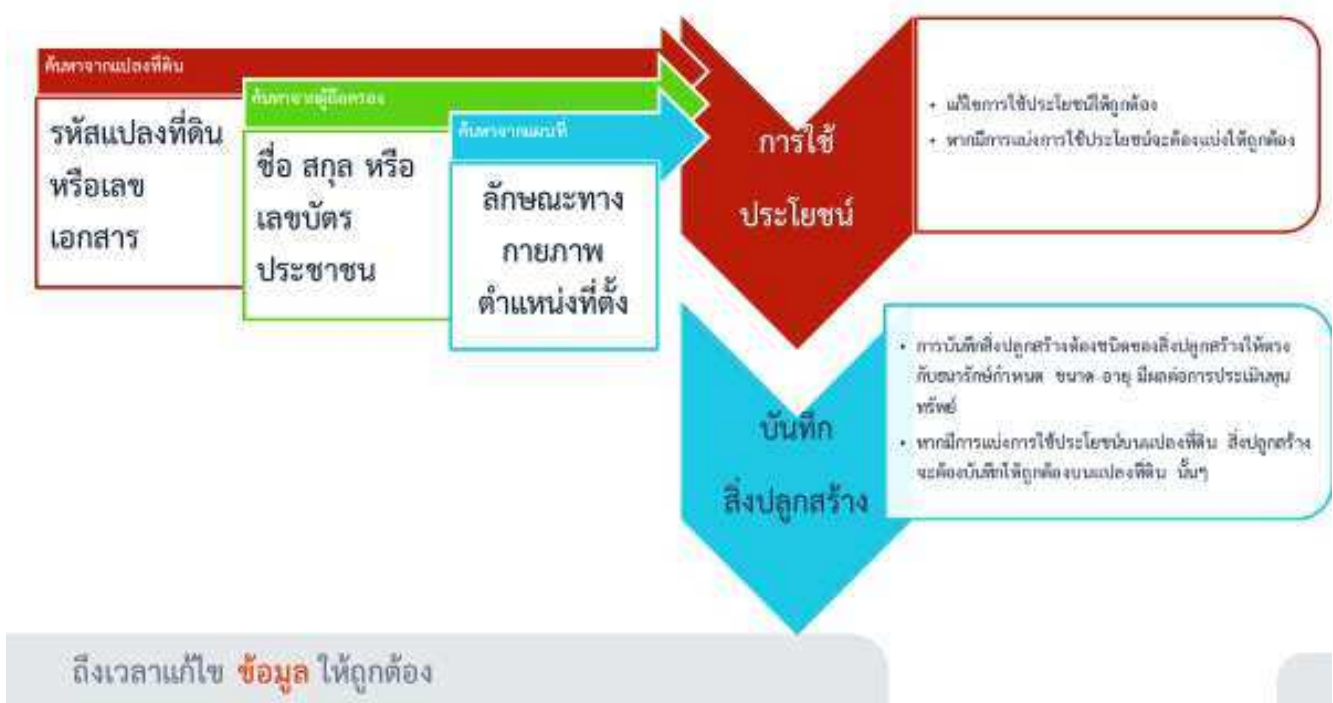 ค้นหาจากแปลงที่ดิน
รหัสแปลงที่ดิน
หรือเลข
เอกสาร
ค้นหาจากผู้ถือครอง
ชื่อ สกุล หรือ
เลขบัตร
ประชาชน
ค้นหาจากแผนที่
ลักษณะทาง
กายภาพ
ตำแหน่งที่ตั้ง
การใช้
ประโยชน์
• แก้ไขการใช้ประโยชน์ให้ถูกต้อง
• หากมีการแบ่งการใช้ประโยชน์จะต้องแบ่งให้ถูกต้อง
บันทึก
สิ่งปลูกสร้าง
• การบันทึกสิ่งปลูกสร้างต้องชนิดของสิ่งปลูกสร้างให้ตรง
กับธนารักษ์กำหนด ขนาด อายุ มีผลต่อการประเมินทุน
ทรัพย์
• หากมีการแบ่งการใช้ประโยชน์บนแปลงที่ดิน สิ่งปลูกสร้าง
จะต้องบันทึกให้ถูกต้องบนแปลงที่ดิน นั้นๆ
ถึงเวลาแก้ไข ข้อมูล ให้ถูกต้อง